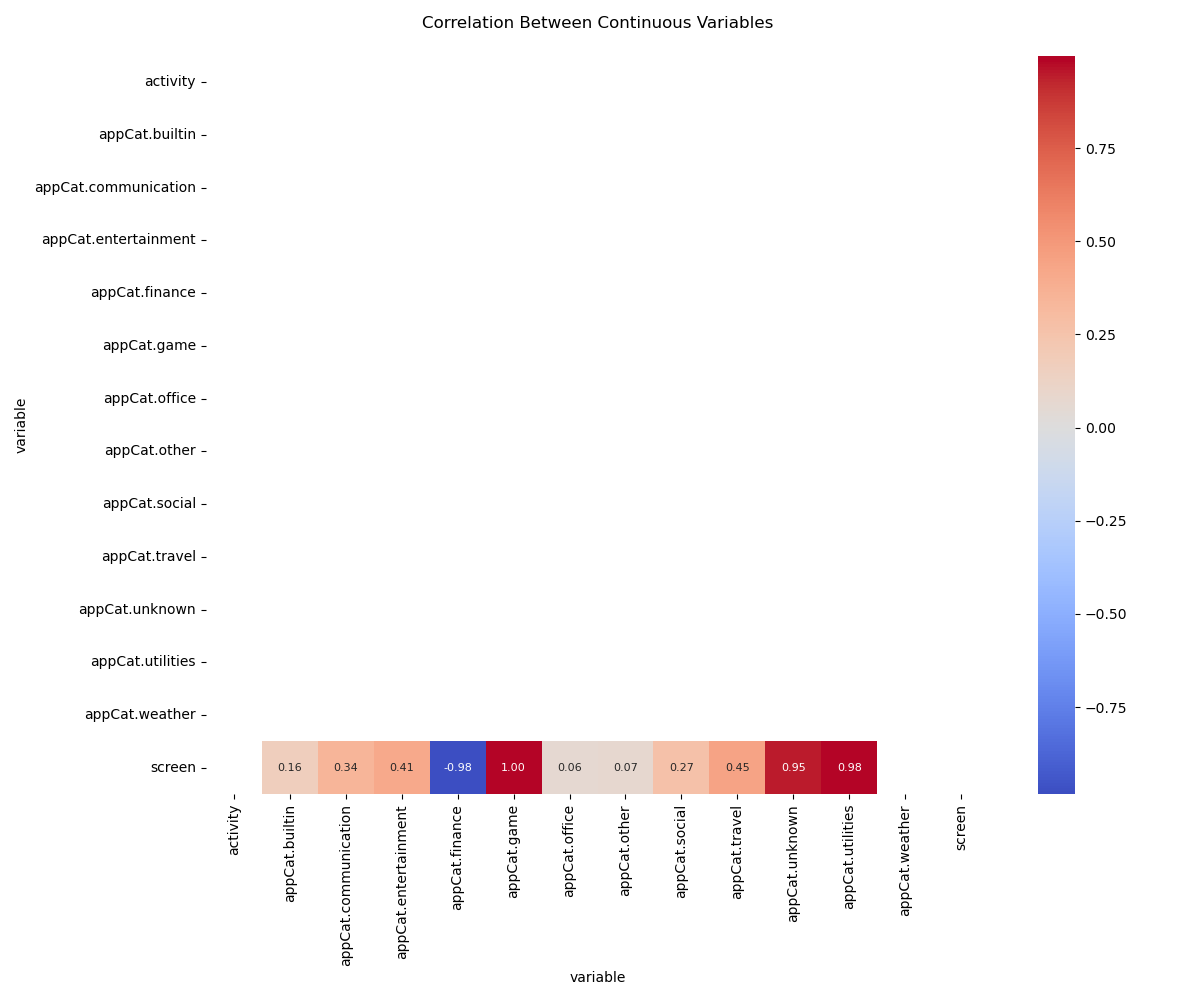 Correlation Between Continuous Variables
activity
appCat.builtin
appCat.communication
appCat.entertainment
appCat.finance
appCat.game
appCat.office
appCat.other
appCat.social
appCat.travel
appCat.unknown
appCat.utilities
appCat.weather
screen
variable
0.16 0.34 0.41 -0.98 1.00 0.06 0.07 0.27 0.45 0.95 0.98
activity
appCat.builtin
appCat.communication
appCat.entertainment
appCat.finance
appCat.game
appCat.office
appCat.other
appCat.social
appCat.travel
appCat.unknown
appCat.utilities
appCat.weather
screen
variable
0.75
0.50
0.25
0.00
−0.25
−0.50
−0.75